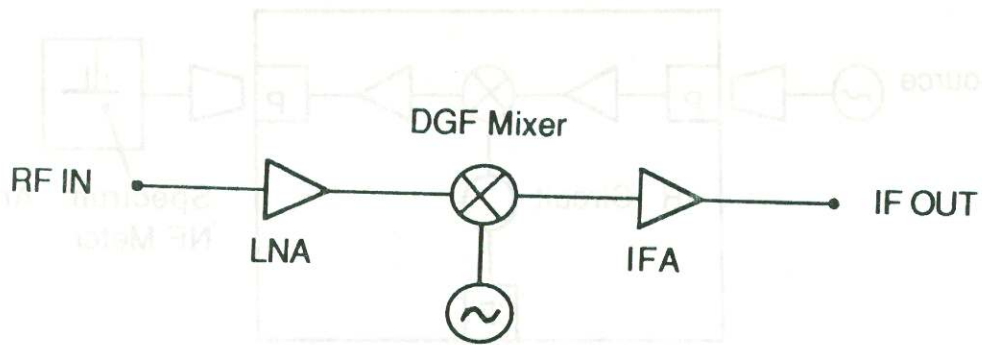 DGF Mixer
RF IN
LNA
IFA
IF OUT